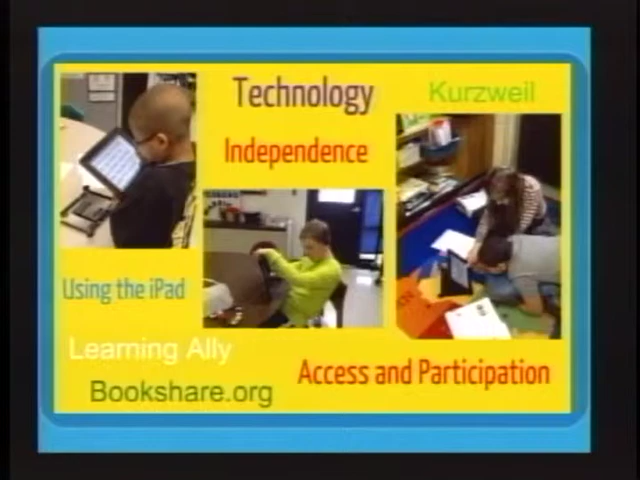 Technology
Kurzweil
Independence
Using the iPad
Learning Ally
Access and Participation
Bookshare.org